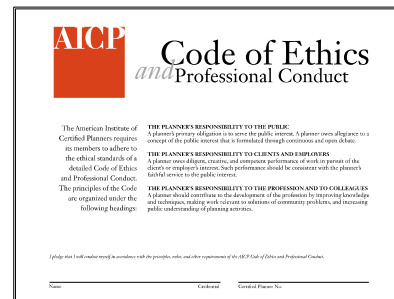 AICP
Code of Ethics
and Professional Conduct
The American Institute of
Certified Planners requires
its members to adhere to
the ethical standards of a
detailed Code of Ethics
and Professional Conduct.
The principles of the Code
are organized under the
following headings:
THE PLANNER'S RESPONSIBILITY TO THE PUBLIC
A planner's primary obligation is to serve the public interest. A planner owes allegiance to a
concept of the public interest that is formulated through continuous and open debate.
THE PLANNER'S RESPONSIBILITY TO CLIENTS AND EMPLOYERS
A planner owes diligent, creative, and competent performance of work in pursuit of the
client's or employer's interest. Such performance should be consistent with the planner's
faithful service to the public interest.
THE PLANNER'S RESPONSIBILITY TO THE PROFESSION AND TO COLLEAGUES
A planner should contribute to the development of the profession by improving knowledge
and techniques, making work relevant to solutions of community problems, and increasing
public understanding of planning activities.
I pledge that I will conduct myself in accordance with the principles, rules, and other requirements of the AICP Code of Ethics and Professional Conduct.
Name Credential Certified Planner No.